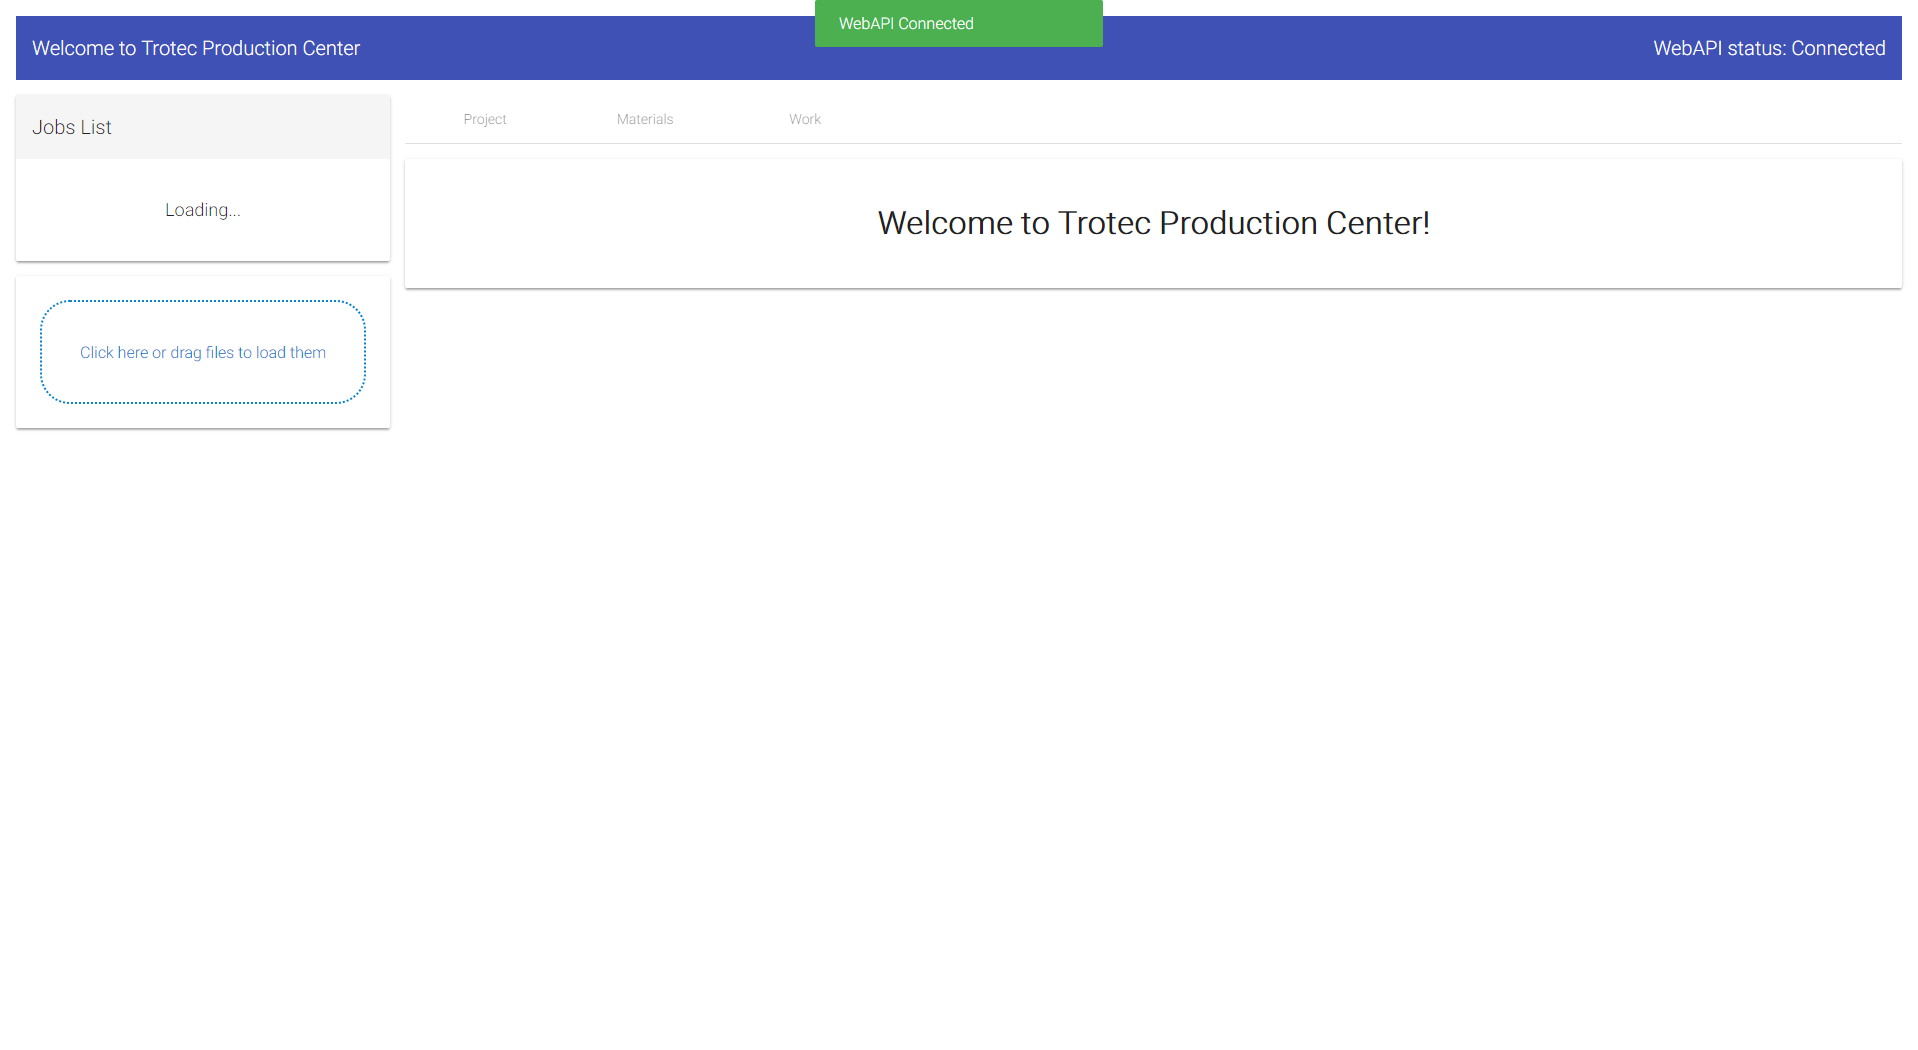 WebAPI Connected
Welcome to Trotec Production Center
WebAPI status: Connected
Jobs List
Loading...
Click here or drag files to load them
Project
Materials
Work
Welcome to Trotec Production Center!